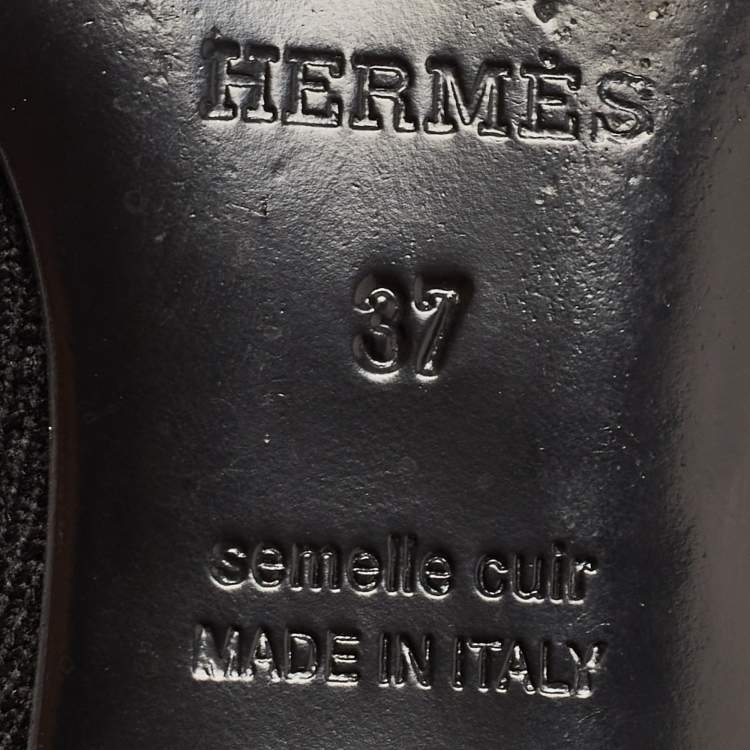 HERMÈS
37
semelle cuir
MADE IN ITALY